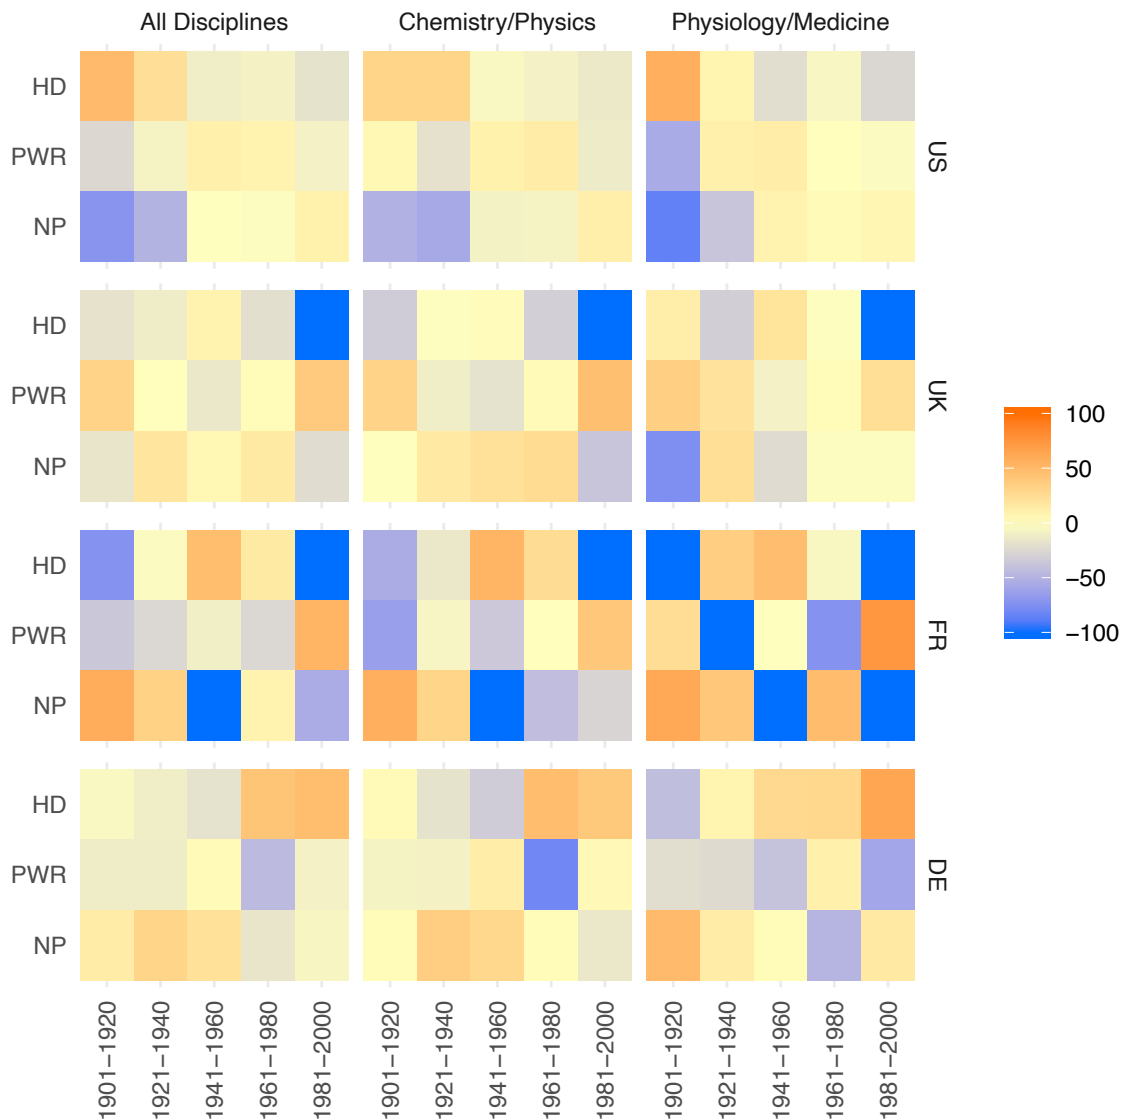 All Disciplines Chemistry/Physics Physiology/Medicine
HD
PWR
NP
US
HD
PWR
NP
UK
HD
PWR
NP
FR
HD
PWR
NP
DE
100
50
0
−50
−100
1901−1920 1921−1940 1941−1960 1961−1980 1981−2000 1901−1920 1921−1940 1941−1960 1961−1980 1981−2000 1901−1920 1921−1940 1941−1960 1961−1980 1981−2000